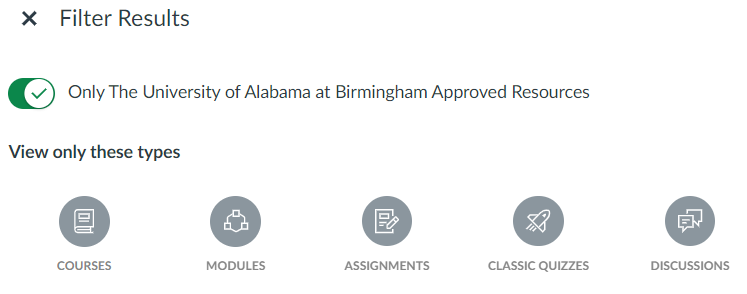 Filter Results
Only The University of Alabama at Birmingham Approved Resources
View only these types
COURSES MODULES ASSIGNMENTS CLASSIC QUIZZES DISCUSSIONS